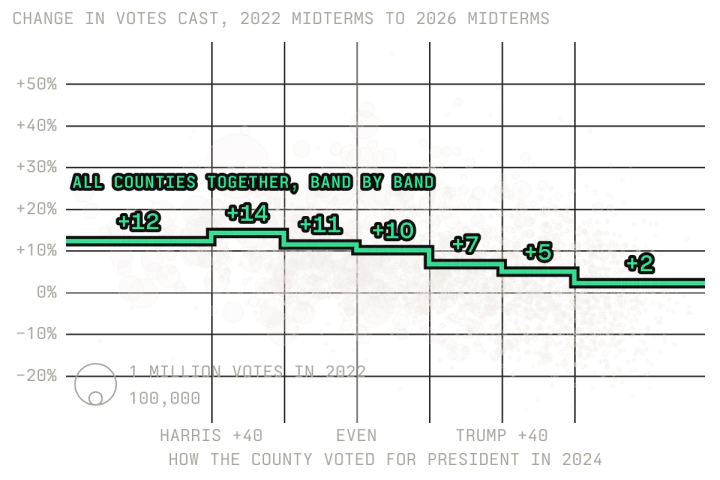 CHANGE IN VOTES CAST, 2022 MIDTERMS TO 2026 MIDTERMS
+50%
+40%
+30%
ALL COUNTIES TOGETHER, BAND BY BAND
+20%
+12 +14 +11 +10 +7 +5 +2
+10%
0%
-10%
-20%
1 MILLION VOTES IN 2022
100,000
HARRIS +40 EVEN TRUMP +40
HOW THE COUNTY VOTED FOR PRESIDENT IN 2024